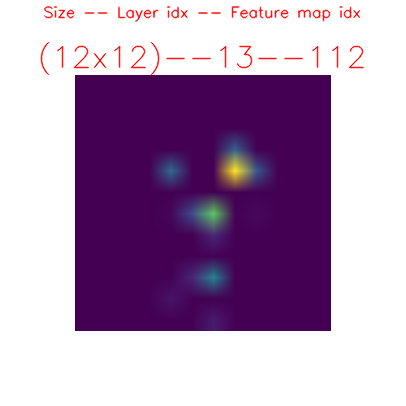 Size -- Layer idx -- Feature map idx
(12x12)--13--112